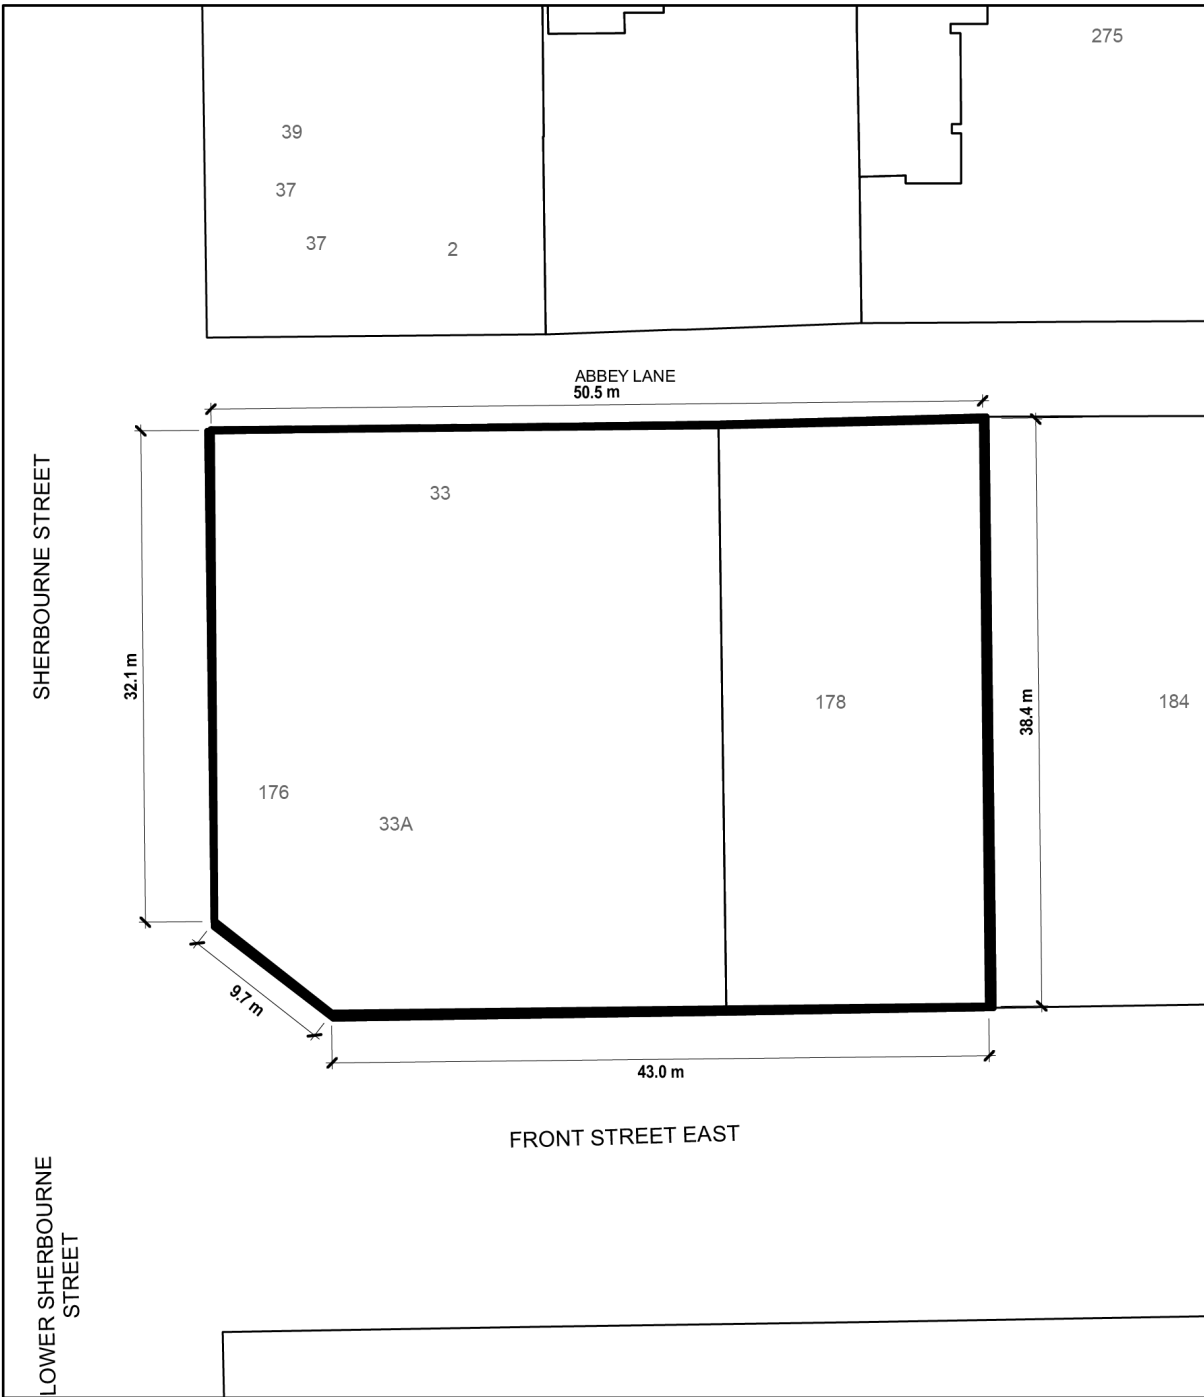 275
39
37
37
2
ABBEY LANE
50.5 m
SHERBOURNE STREET
33
32.1 m
178
38.4 m
184
176
33A
9.7 m
43.0 m
FRONT STREET EAST
LOWER SHERBOURNE
STREET